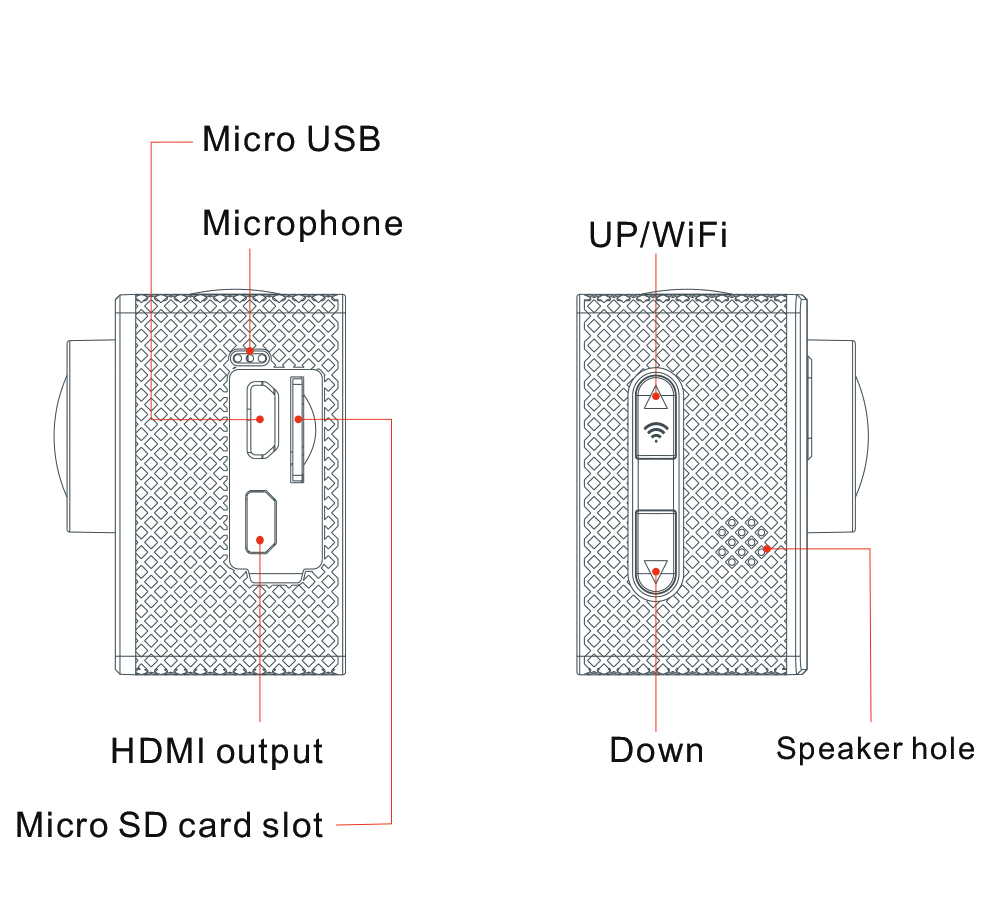 Micro USB
Microphone
HDMI output
Micro SD card slot
UP/WiFi
Down
Speaker hole